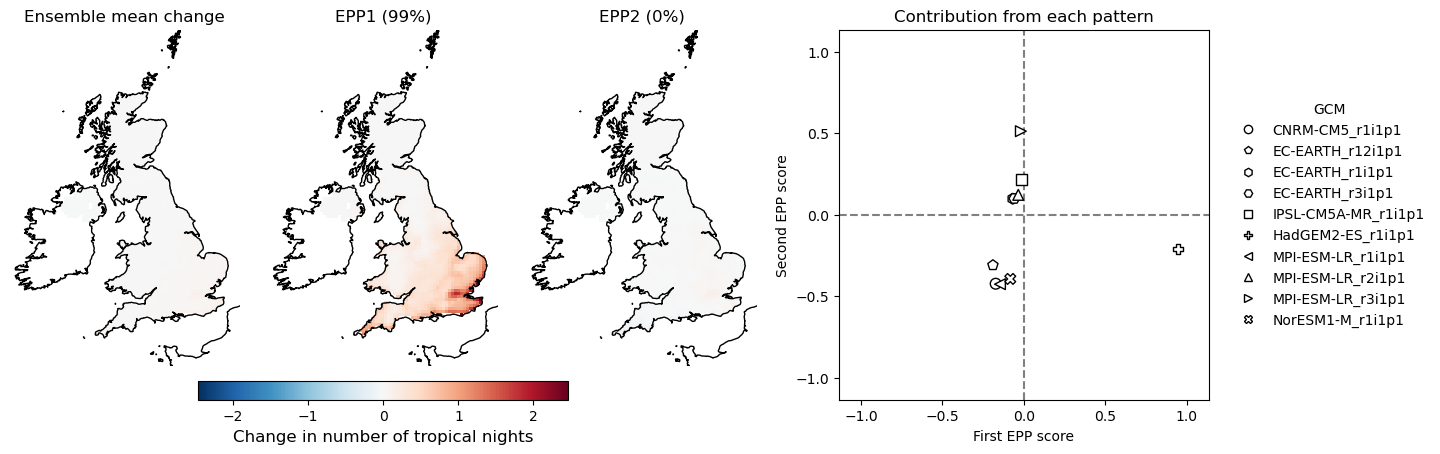 Ensemble mean change
EPP1 (99%)
EPP2 (0%)
−2
−1
0
1
2
Change in number of tropical nights
Contribution from each pattern
1.0
0.5
0.0
−0.5
−1.0
Second EPP score
−1.0
−0.5
0.0
0.5
1.0
First EPP score
GCM
CNRM-CM5_r1i1p1
EC-EARTH_r12i1p1
EC-EARTH_r1i1p1
EC-EARTH_r3i1p1
IPSL-CM5A-MR_r1i1p1
HadGEM2-ES_r1i1p1
MPI-ESM-LR_r1i1p1
MPI-ESM-LR_r2i1p1
MPI-ESM-LR_r3i1p1
NorESM1-M_r1i1p1